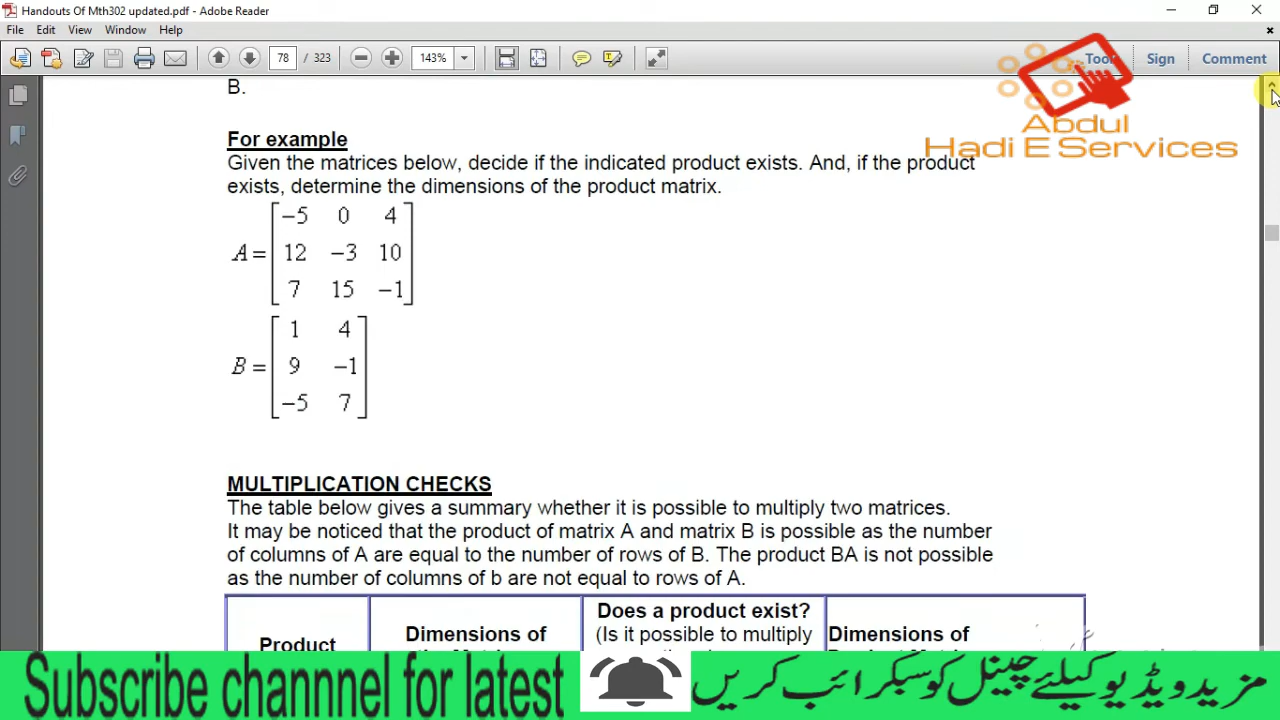 Handouts Of Mth302 updated.pdf - Adobe Reader
File Edit View Window Help
78 / 323 143% Tools Sign Comment
Abdul
Hadi E Services
B.
For example
Given the matrices below, decide if the indicated product exists. And, if the product
exists, determine the dimensions of the product matrix.
−5 0 4
A = 12 −3 10
7 15 −1
1 4
B = 9 −1
−5 7
MULTIPLICATION CHECKS
The table below gives a summary whether it is possible to multiply two matrices.
It may be noticed that the product of matrix A and matrix B is possible as the number
of columns of A are equal to the number of rows of B. The product BA is not possible
as the number of columns of b are not equal to rows of A.
Does a product exist?
Product Dimensions of (Is it possible to multiply Dimensions of
Subscribe channnel for latest
مزید ویڈیو کیلئے چینل کو سبکرائب کریں